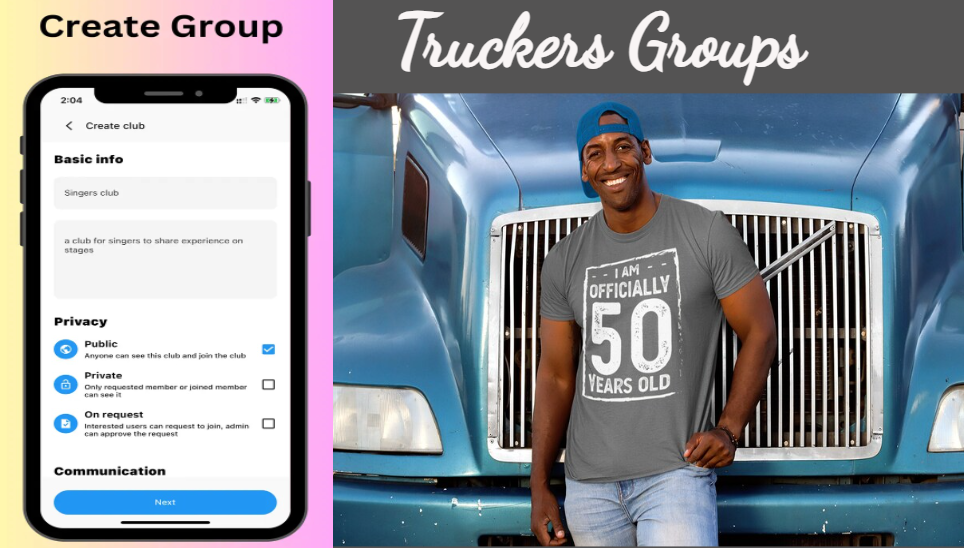 Create Group
2:04
Create club
Basic info
Singers club
a club for singers to share experience on
stages
Privacy
Public
Anyone can see this club and join the club
Private
Only requested member or joined member
can see it
On request
Interested users can request to join, admin
can approve the request
Communication
Next
Truckers Groups
I AM
OFFICIALLY
50
YEARS OLD